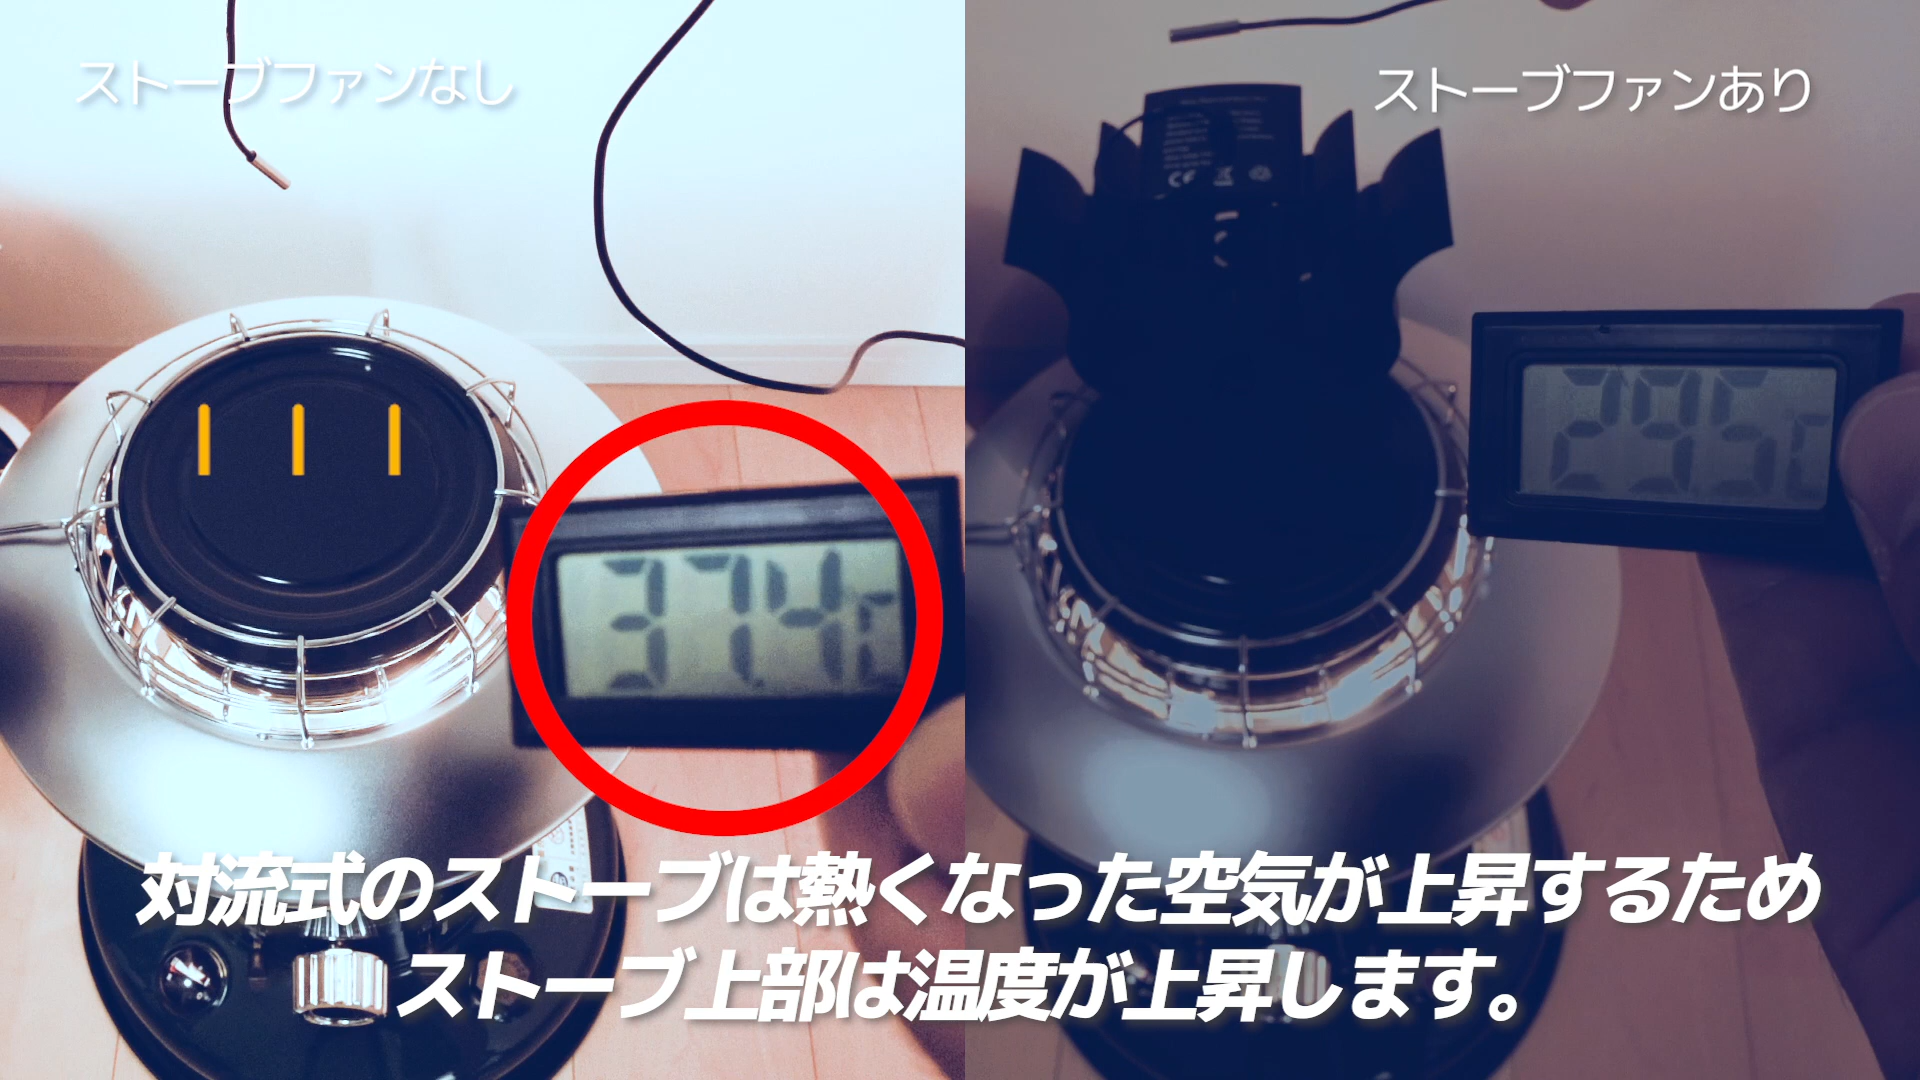 ストーブファンなし
ストーブファンあり
CE
37.4
29.5
対流式のストーブは熱くなった空気が上昇するため
ストーブ上部は温度が上昇します。